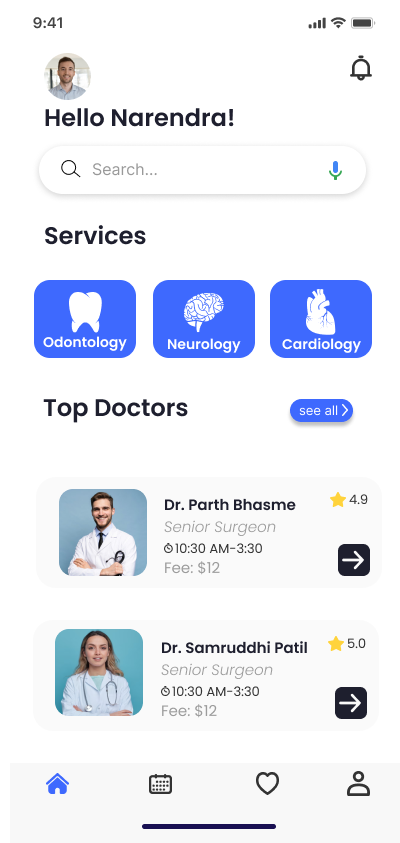 9:41
Hello Narendra!
Search...
Services
Odontology
Neurology
Cardiology
Top Doctors
see all
Dr. Parth Bhasme
4.9
Senior Surgeon
10:30 AM-3:30
Fee: $12
Dr. Samruddhi Patil
5.0
Senior Surgeon
10:30 AM-3:30
Fee: $12